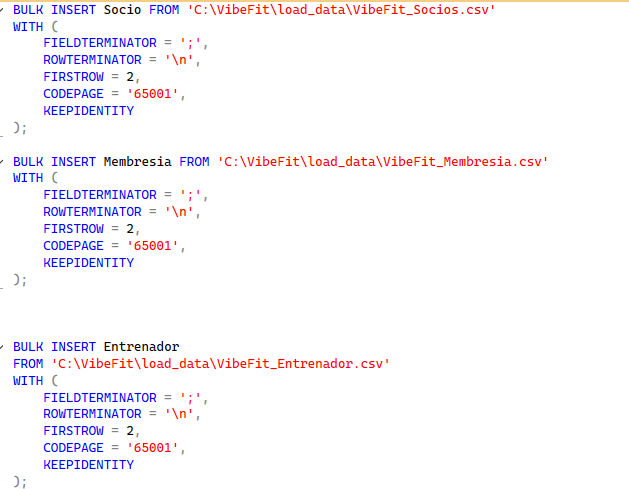 BULK INSERT Socio FROM 'C:\VibeFit\load_data\VibeFit_Socios.csv'
WITH (
    FIELDTERMINATOR = ';',
    ROWTERMINATOR = '\n',
    FIRSTROW = 2,
    CODEPAGE = '65001',
    KEEPIDENTITY
);
BULK INSERT Membresia FROM 'C:\VibeFit\load_data\VibeFit_Membresia.csv'
WITH (
    FIELDTERMINATOR = ';',
    ROWTERMINATOR = '\n',
    FIRSTROW = 2,
    CODEPAGE = '65001',
    KEEPIDENTITY
);
BULK INSERT Entrenador
FROM 'C:\VibeFit\load_data\VibeFit_Entrenador.csv'
WITH (
    FIELDTERMINATOR = ';',
    ROWTERMINATOR = '\n',
    FIRSTROW = 2,
    CODEPAGE = '65001',
    KEEPIDENTITY
);